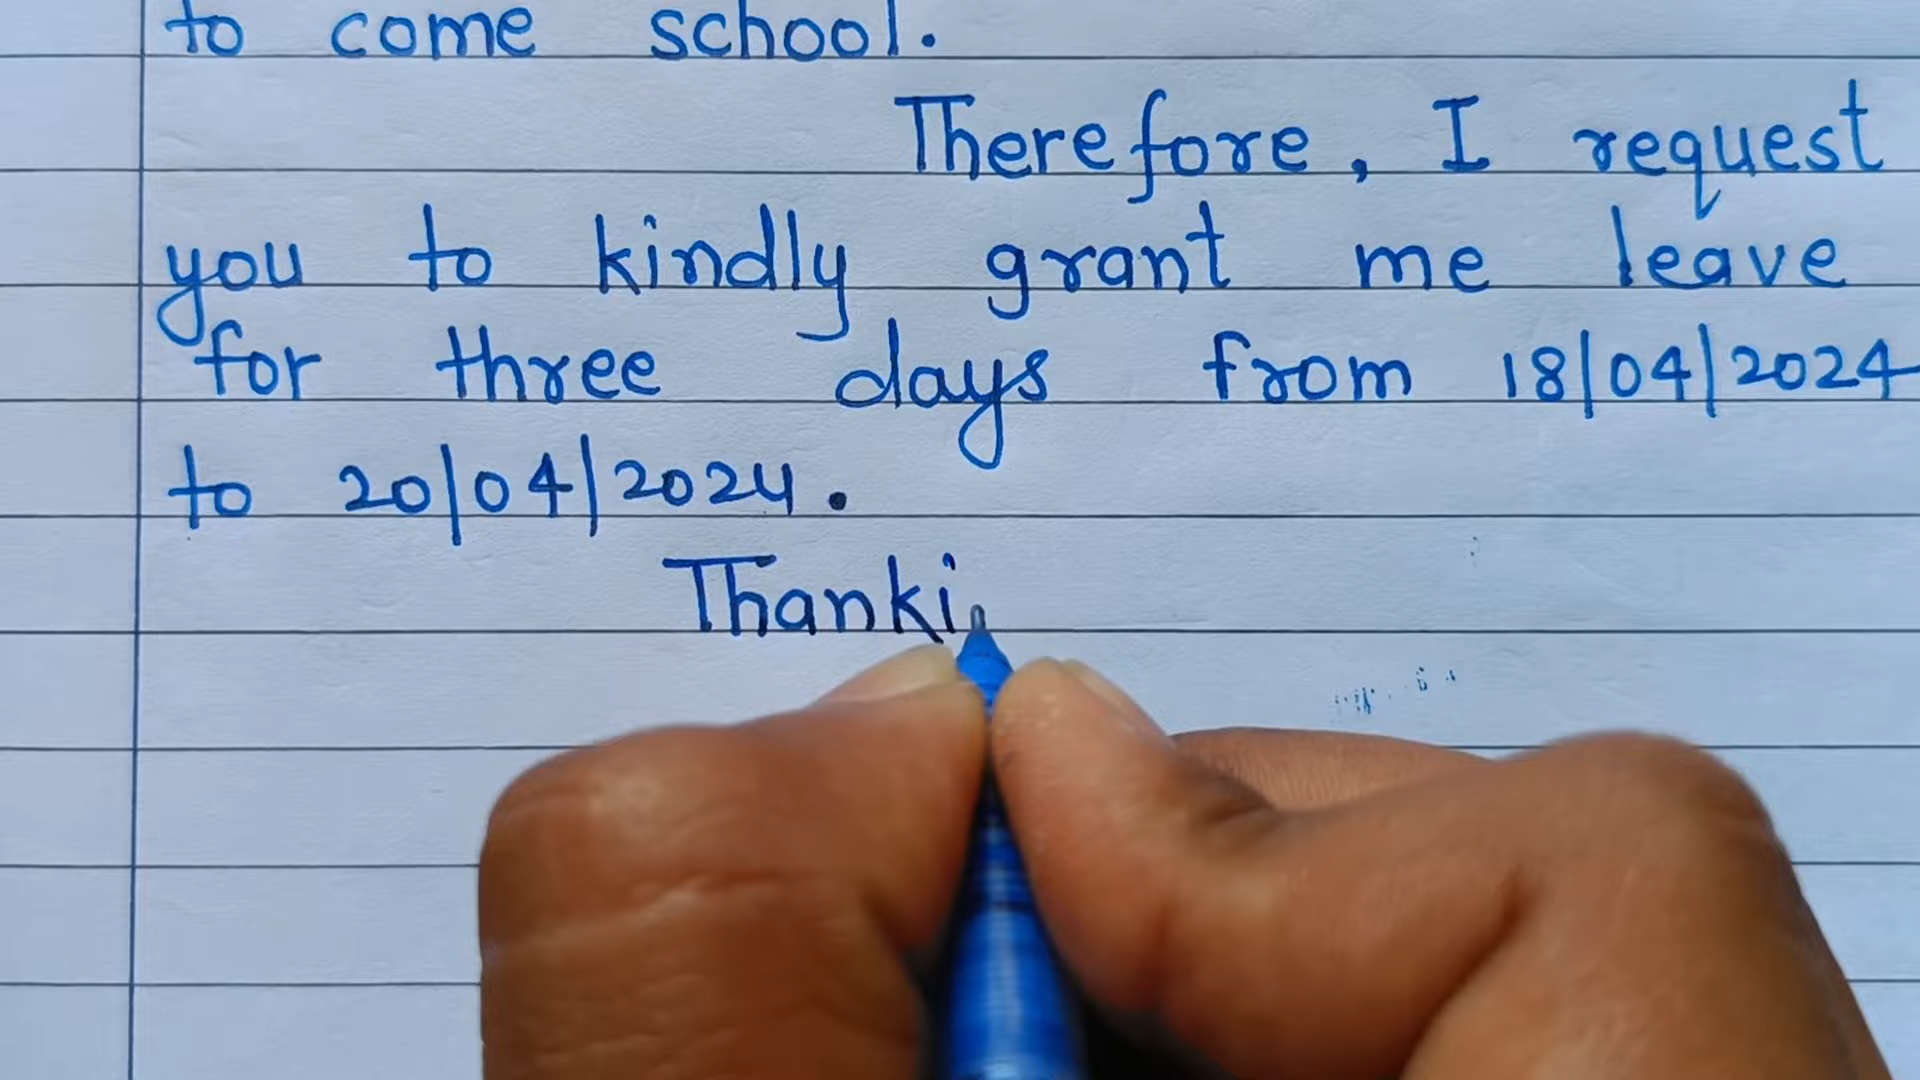 to come school.
Therefore, I request
you to kindly grant me leave
for three days from 18/04/2024
to 20/04/2024.
Thanki